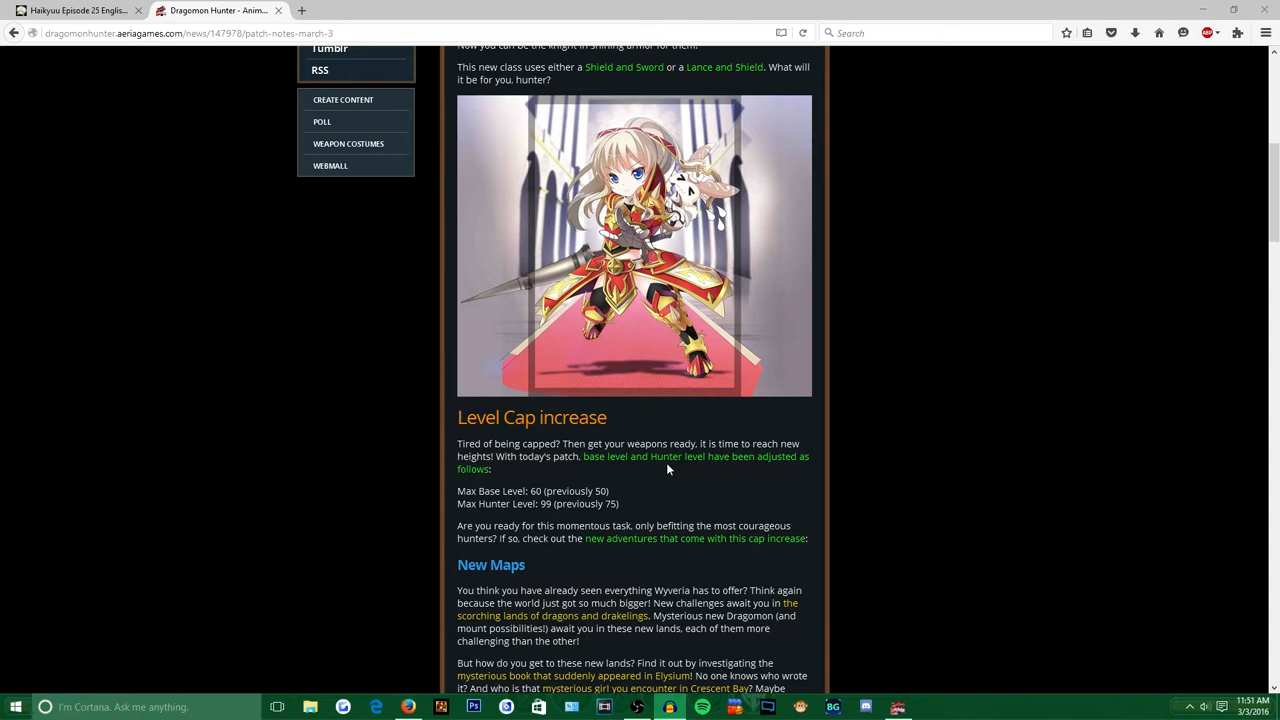 Haikyuu Episode 25 Englis...
Dragomon Hunter - Anim...
dragomonhunter.aeriagames.com/news/147978/patch-notes-march-3
Search
ABP
Tumblr
RSS
CREATE CONTENT
POLL
WEAPON COSTUMES
WEBMALL
Now you can be the knight in shining armor for them!
This new class uses either a Shield and Sword or a Lance and Shield. What will
it be for you, hunter?
Level Cap increase
Tired of being capped? Then get your weapons ready, it is time to reach new
heights! With today's patch, base level and Hunter level have been adjusted as
follows:
Max Base Level: 60 (previously 50)
Max Hunter Level: 99 (previously 75)
Are you ready for this momentous task, only befitting the most courageous
hunters? If so, check out the new adventures that come with this cap increase:
New Maps
You think you have already seen everything Wyveria has to offer? Think again
because the world just got so much bigger! New challenges await you in the
scorching lands of dragons and drakelings. Mysterious new Dragomon (and
mount possibilities!) await you in these new lands, each of them more
challenging than the other!
But how do you get to these new lands? Find it out by investigating the
mysterious book that suddenly appeared in Elysium! No one knows who wrote
it? And who is that mysterious girl you encounter in Crescent Bay? Maybe
I'm Cortana. Ask me anything.
Ps
BG
11:51 AM
3/3/2016